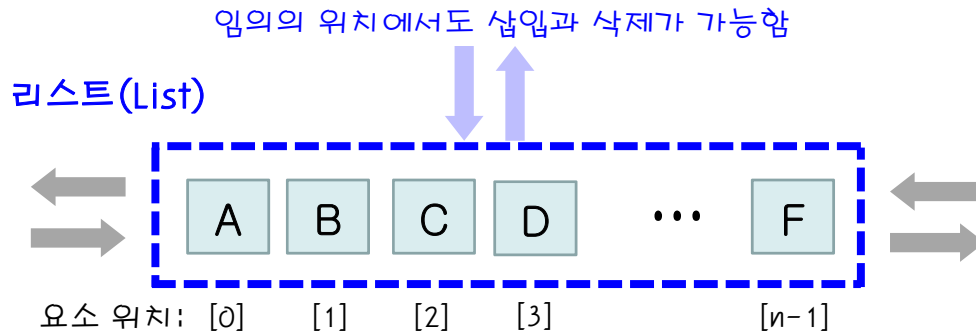 임의의 위치에서도 삽입과 삭제가 가능함
리스트(List)
A B C D ••• F
요소 위치: [0] [1] [2] [3] [n-1]